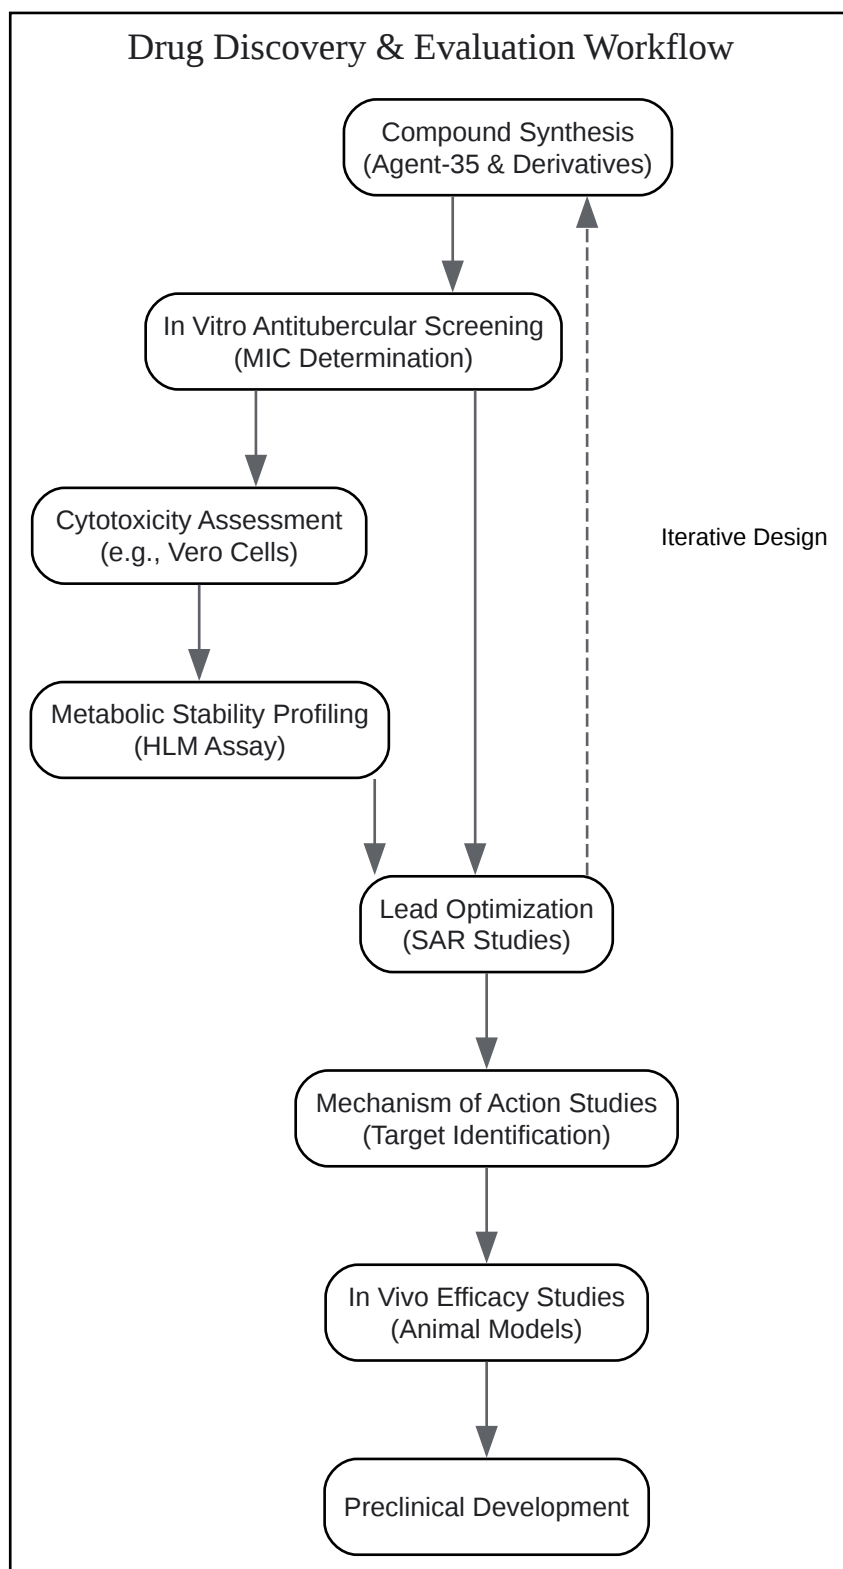 Drug Discovery & Evaluation Workflow
Compound Synthesis
(Agent-35 & Derivatives)
In Vitro Antitubercular Screening
(MIC Determination)
Cytotoxicity Assessment
(e.g., Vero Cells)
Iterative Design
Metabolic Stability Profiling
(HLM Assay)
Lead Optimization
(SAR Studies)
Mechanism of Action Studies
(Target Identification)
In Vivo Efficacy Studies
(Animal Models)
Preclinical Development